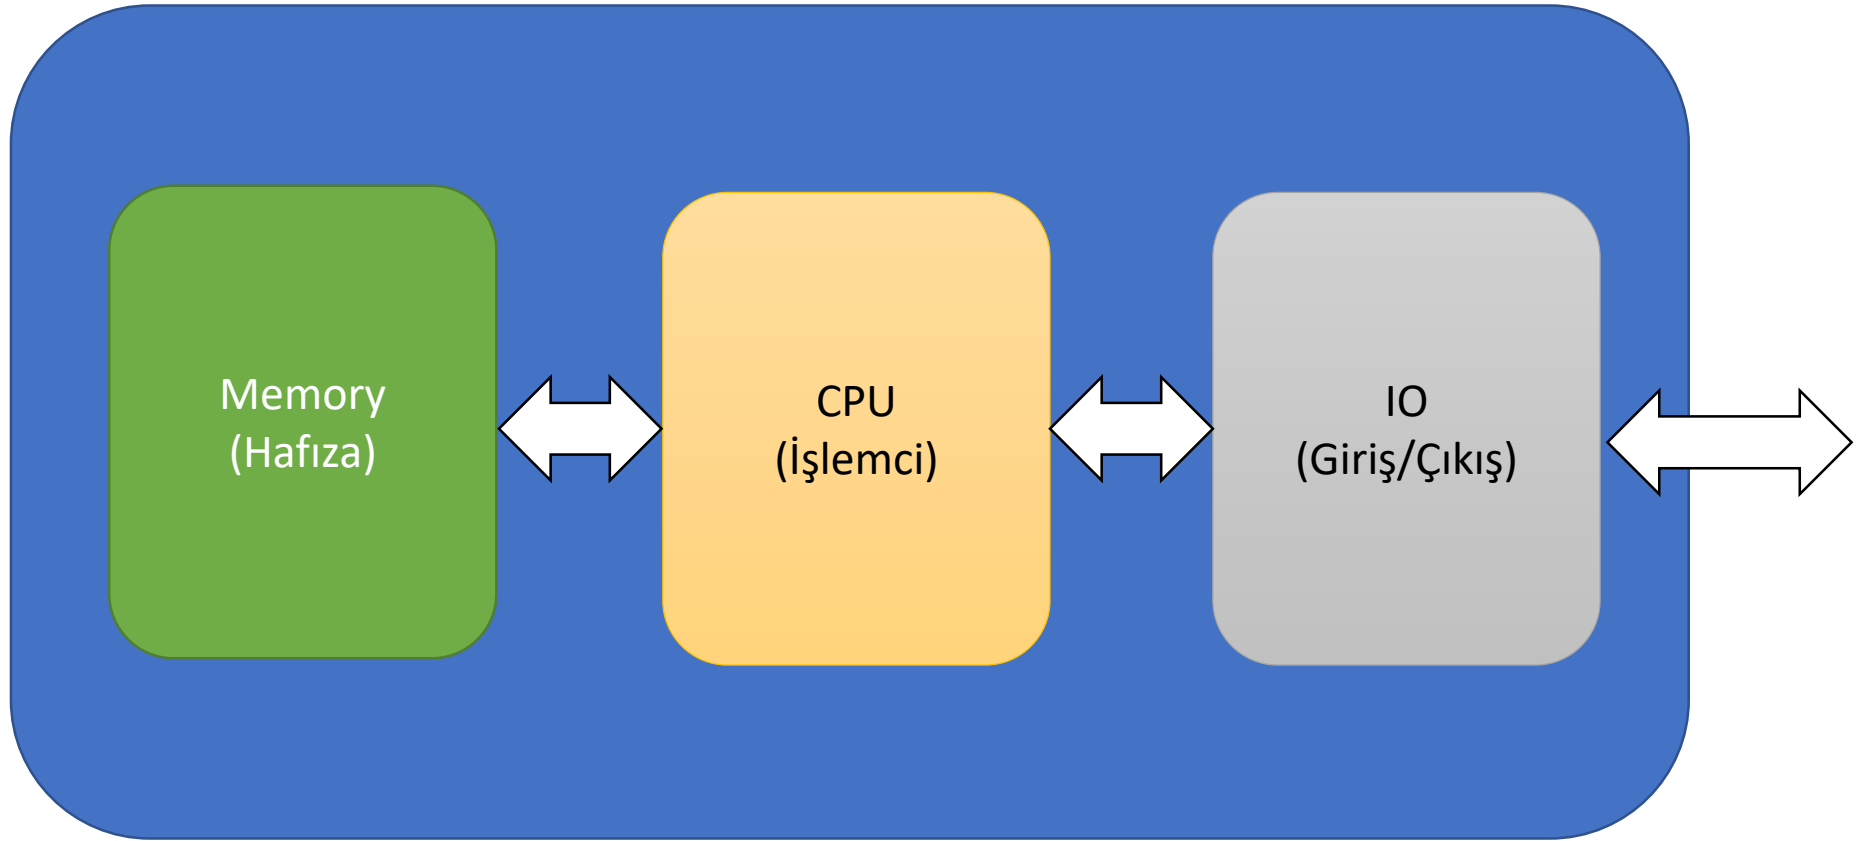 Memory
(Hafıza)
CPU
(İşlemci)
IO
(Giriş/Çıkış)